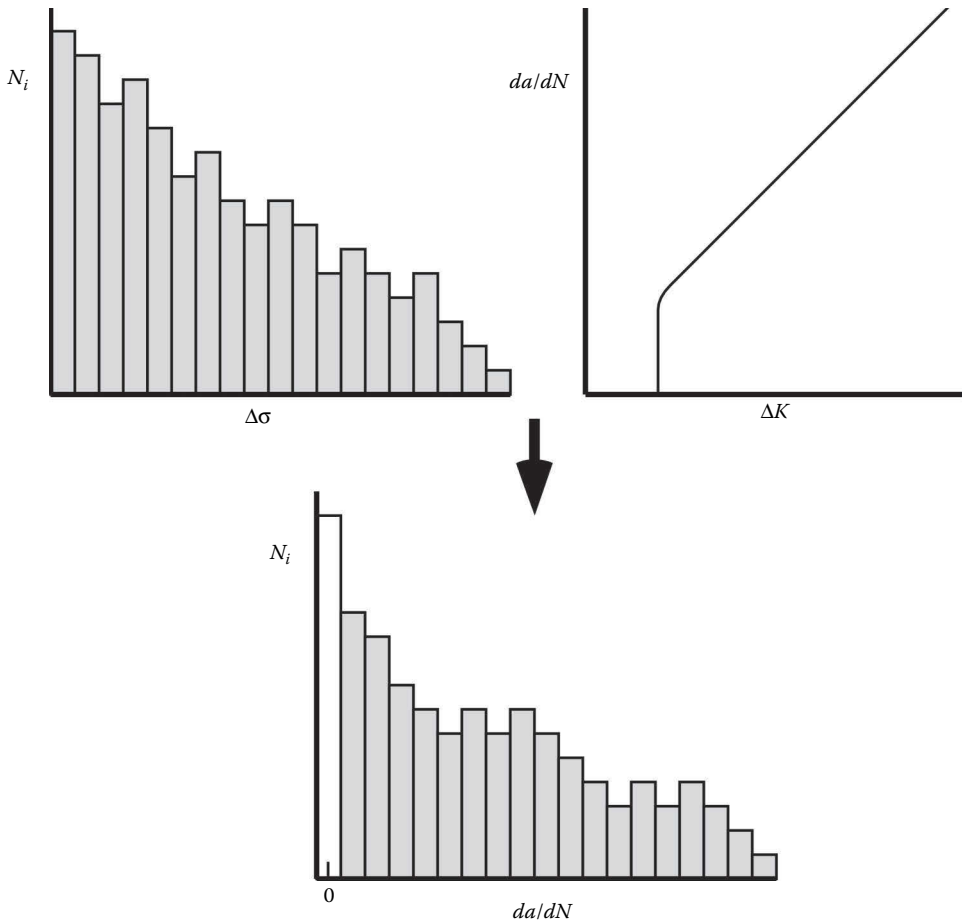 N_i
da/dN
Δσ
ΔK
N_i
0
da/dN